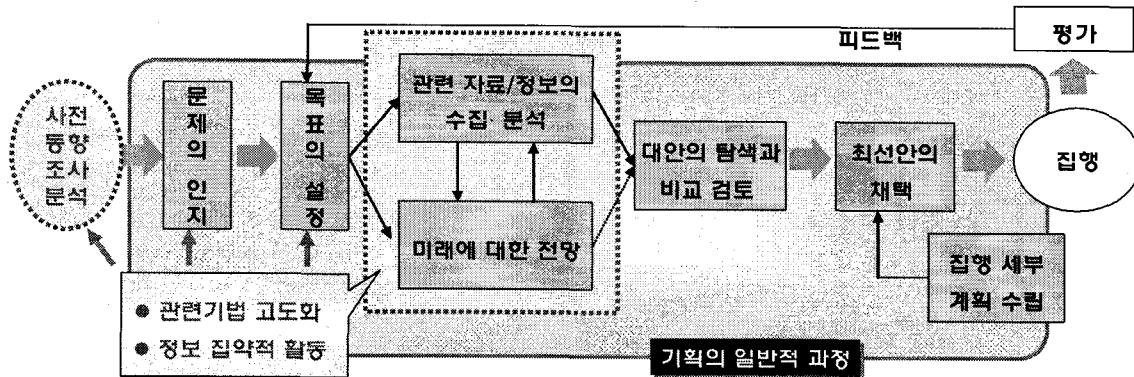 평가
피드백
사전
동향
조사
분석
문제의 인지
목표의 설정
관련 자료/정보의
수집· 분석
미래에 대한 전망
대안의 탐색과
비교 검토
최선안의
채택
집행
집행 세부
계획 수립
● 관련기법 고도화
● 정보 집약적 활동
기획의 일반적 과정